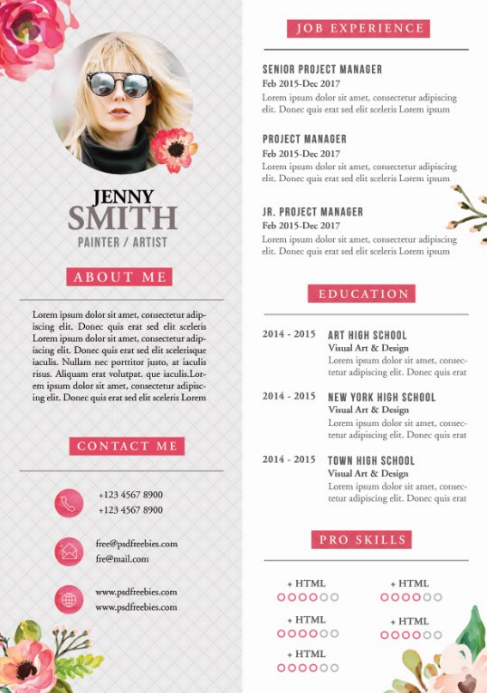 JENNY
SMITH
PAINTER / ARTIST
ABOUT ME
Lorem ipsum dolor sit amet, consectetur adip-
iscing elit. Donec quis erat sed elit sceleris
Lorem ipsum dolor sit amet, consectetur adipi-
iscing elit. Donec quis erat sed elit scelerisque
iaculis. Nullam nec porttitor justo, at iaculis
risus. Aliquam erat volutpat. que iaculis.Lor-
em ipsum dolor sit amet, consectetur adipisc-
ing elit. Donec quis erat sed elit sceleris Lorem
CONTACT ME
+123 4567 8900
+123 4567 8900
free@psdfreebies.com
fre@mail.com
www.psdfreebies.com
www.psdfreebies.com
JOB EXPERIENCE
SENIOR PROJECT MANAGER
Feb 2015-Dec 2017
Lorem ipsum dolor sit amet, consectetur adipiscing
elit. Donec quis erat sed elit sceleris Lorem ipsum
PROJECT MANAGER
Feb 2015-Dec 2017
Lorem ipsum dolor sit amet, consectetur adipiscing
elit. Donec quis erat sed elit sceleris Lorem ipsum
JR. PROJECT MANAGER
Feb 2015-Dec 2017
Lorem ipsum dolor sit amet, consectetur adipiscing
elit. Donec quis erat sed elit sceleris Lorem ipsum
EDUCATION
2014 - 2015 ART HIGH SCHOOL
Visual Art & Design
Lorem ipsum dolor sit amet, consec-
tetur adipiscing elit. Donec quis erat
2014 - 2015 NEW YORK HIGH SCHOOL
Visual Art & Design
Lorem ipsum dolor sit amet, consec-
tetur adipiscing elit. Donec quis erat
2014 - 2015 TOWN HIGH SCHOOL
Visual Art & Design
Lorem ipsum dolor sit amet, consec-
tetur adipiscing elit. Donec quis erat
PRO SKILLS
+ HTML + HTML
+ HTML + HTML
+ HTML